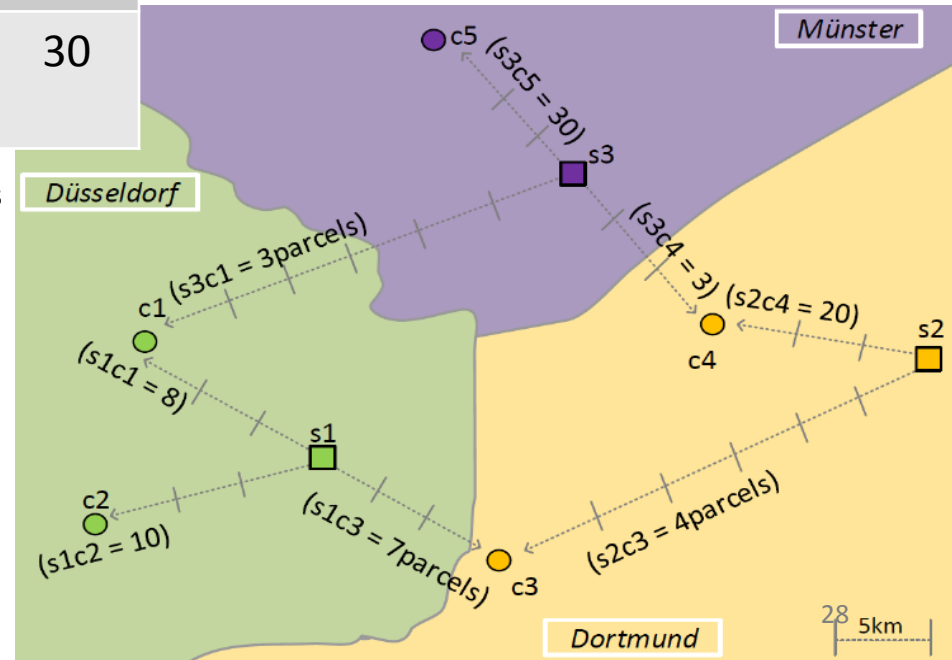 30
Münster
c5
(s3c5 = 30)
s3
s
Düsseldorf
(s3c1 = 3parcels)
(s3c4 = 3)
(s2c4 = 20)
c1
s2
c4
(s1c1 = 8)
s1
c2
(s1c2 = 10)
(s1c3 = 7parcels)
(s2c3 = 4parcels)
c3
28
5km
Dortmund